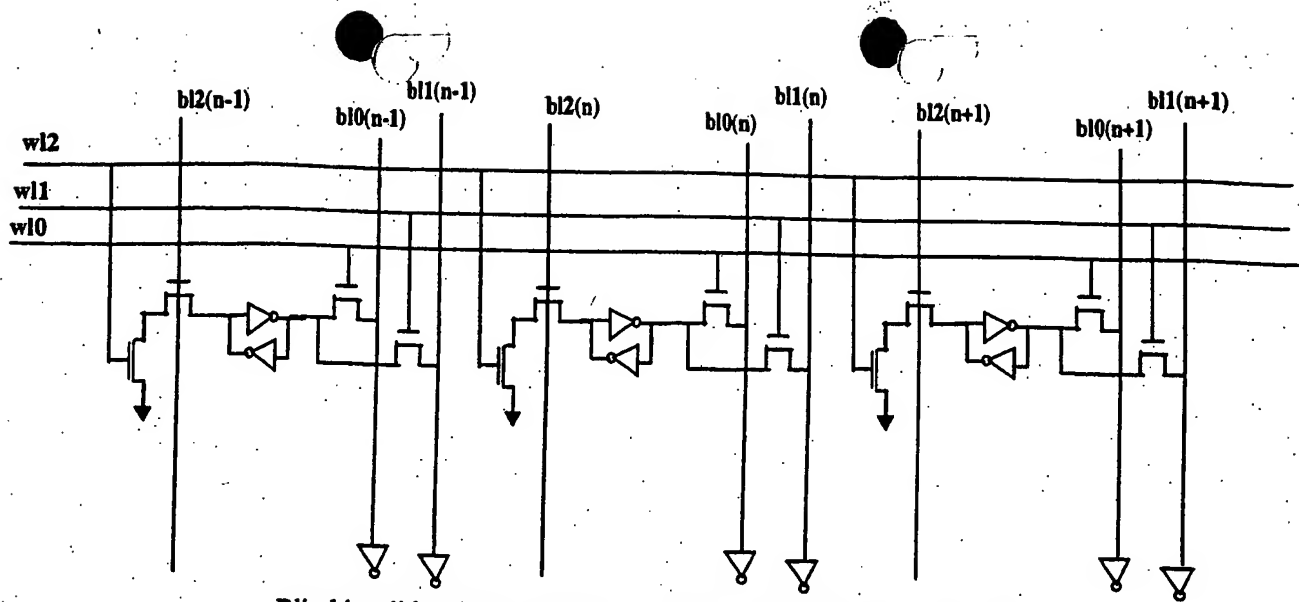 bl2(n-1)
bl0(n-1)
bl1(n-1)
bl2(n)
bl0(n)
bl1(n)
bl2(n+1)
bl0(n+1)
bl1(n+1)
wl2
wl1
wl0